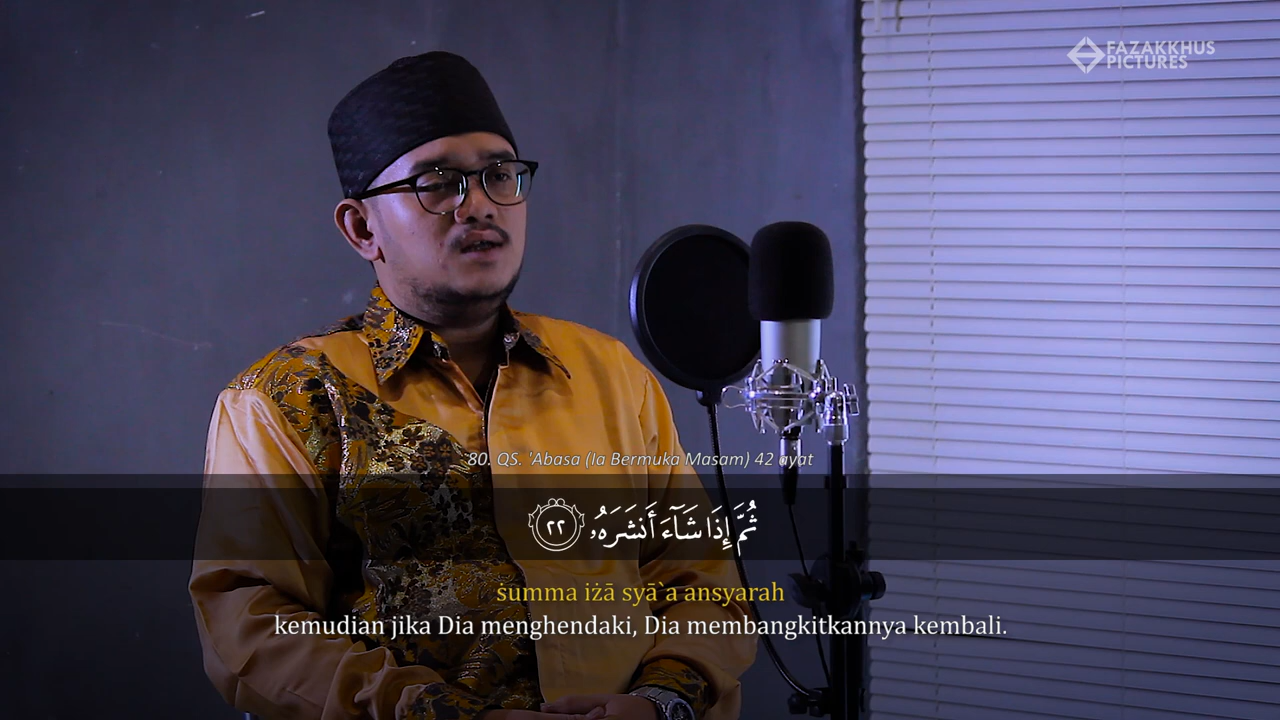 FAZAKKHUS
PICTURES
80. QS. 'Abasa (Ia Bermuka Masam) 42 ayat
ثُمَّ إِذَا شَآءَ أَنشَرَهُۥ ٢٢
ṡumma iżā syā`a ansyarah
kemudian jika Dia menghendaki, Dia membangkitkannya kembali.